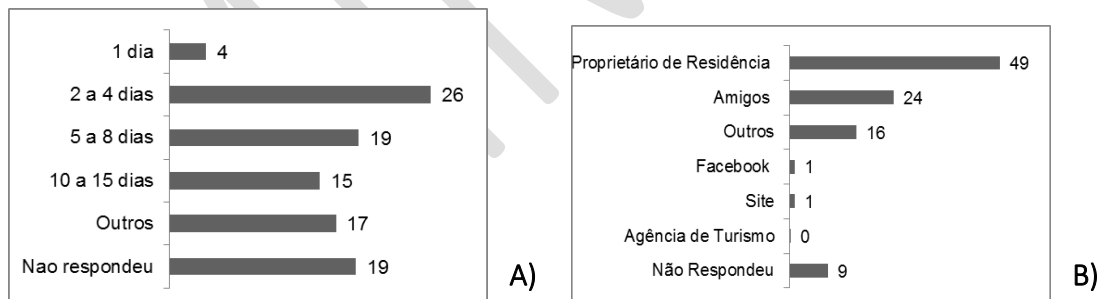 1 dia 4
2 a 4 dias 26
5 a 8 dias 19
10 a 15 dias 15
Outros 17
Nao respondeu 19
A)
Proprietário de Residência 49
Amigos 24
Outros 16
Facebook 1
Site 1
Agência de Turismo 0
Não Respondeu 9
B)